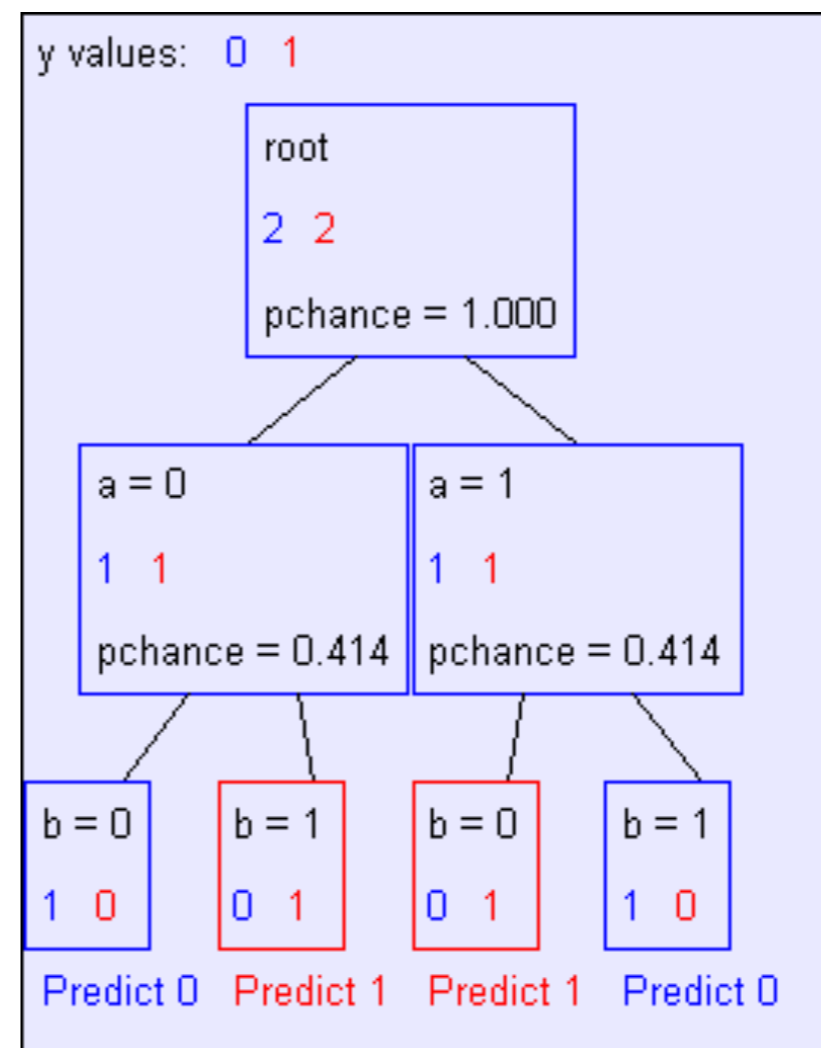 y values: 0 1
root
2 2
pchance = 1.000
a = 0
1 1
pchance = 0.414
a = 1
1 1
pchance = 0.414
b = 0
1 0
Predict 0
b = 1
0 1
Predict 1
b = 0
0 1
Predict 1
b = 1
1 0
Predict 0